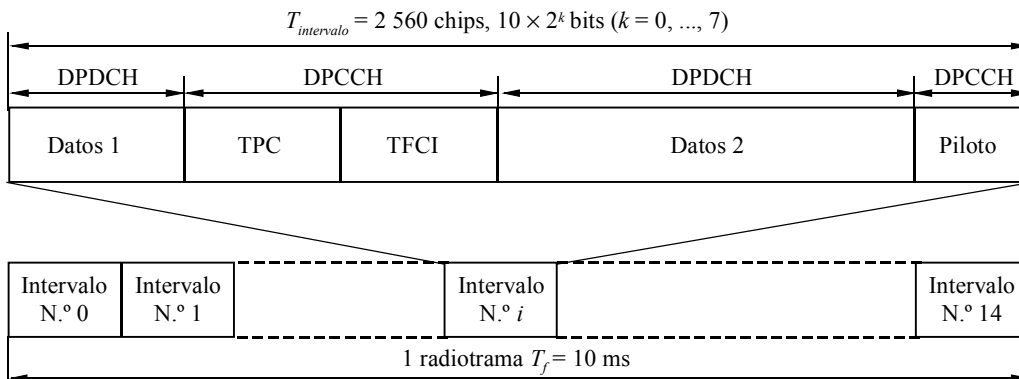 T_intervalo = 2 560 chips, 10 × 2^k bits (k = 0, ..., 7)
DPDCH DPCCH DPDCH DPCCH
Datos 1 TPC TFCI Datos 2 Piloto
Intervalo N.º 0
Intervalo N.º 1
Intervalo N.º i
Intervalo N.º 14
1 radiotrama T_f = 10 ms